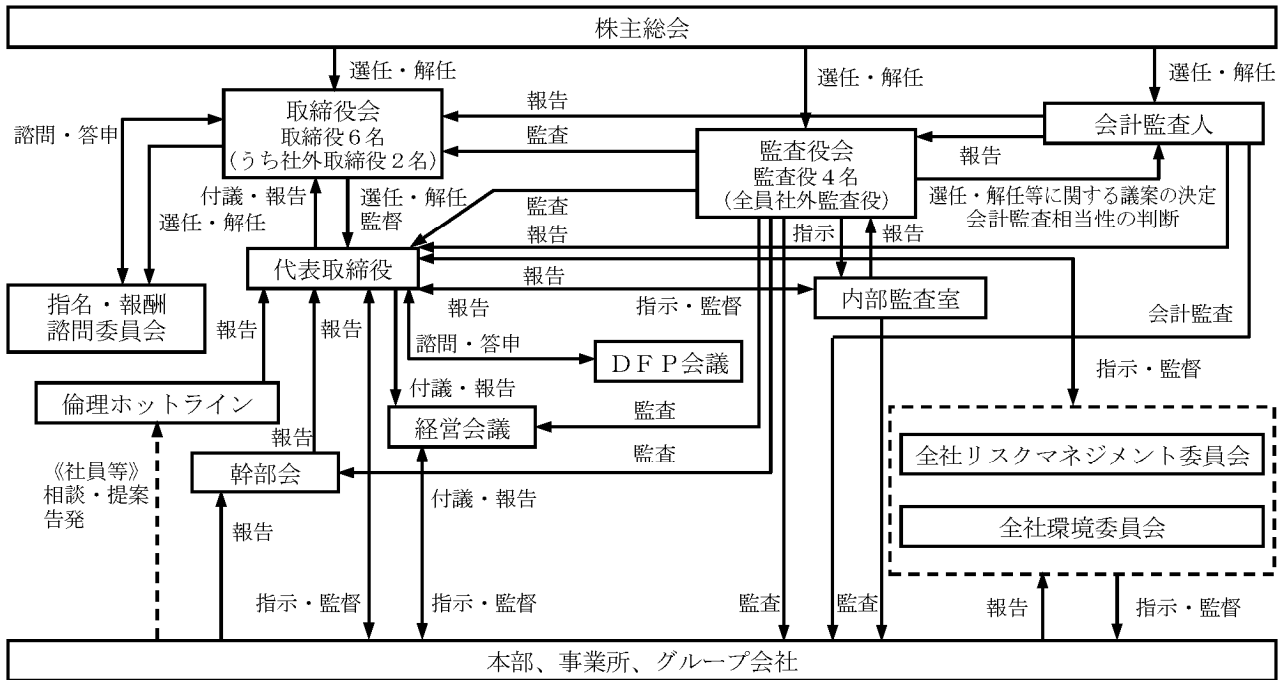 株主総会
選任・解任
選任・解任
選任・解任
取締役会
取締役6名
(うち社外取締役2名)
報告
会計監査人
諮問・答申
監査
監査役会
監査役4名
(全員社外監査役)
報告
付議・報告
選任・解任
監督
選任・解任
監査
選任・解任等に関する議案の決定
会計監査相当性の判断
報告
指示
報告
代表取締役
報告
内部監査室
指名・報酬
諮問委員会
報告
報告
報告
指示・監督
会計監査
諮問・答申
DFP会議
指示・監督
倫理ホットライン
付議・報告
経営会議
監査
報告
監査
全社リスクマネジメント委員会
《社員等》
相談・提案
告発
幹部会
付議・報告
全社環境委員会
報告
指示・監督
指示・監督
監査
監査
報告
指示・監督
本部、事業所、グループ会社